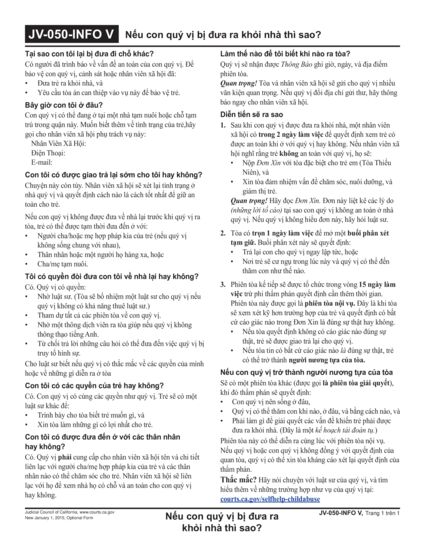 JV-050-INFO V Nếu con quý vị bị đưa ra khỏi nhà thì sao?
Tại sao con tôi lại bị đưa đi chỗ khác?
Có người đã trình báo về vấn đề an toàn của con quý vị. Để
bảo vệ con quý vị, cảnh sát hoặc nhân viên xã hội đã:
• Đưa trẻ ra khỏi nhà, và
• Yêu cầu tòa án can thiệp vào vụ này để bảo vệ trẻ.
Bây giờ con tôi ở đâu?
Con quý vị có thể đang ở tại một nhà tạm nuôi hoặc chỗ tạm
trú trong quận này. Muốn biết thêm về tình trạng của trẻ,hãy
gọi cho nhân viên xã hội phụ trách vụ này:
Nhân Viên Xã Hội:
Điện Thoại:
E-mail:
Con tôi có được giao trả lại sớm cho tôi hay không?
Chuyện này còn tùy. Nhân viên xã hội sẽ xét lại tình trạng ở
nhà quý vị và quyết định cách nào là cách tốt nhất để giữ an
toàn cho trẻ.
Nếu con quý vị không được đưa về nhà lại trước khi quý vị ra
tòa, trẻ có thể được tạm thời đưa đến ở với:
• Người cha/hoặc mẹ hợp pháp kia của trẻ (nếu quý vị
không sống chung với nhau),
• Thân nhân hoặc một người họ hàng xa, hoặc
• Cha/mẹ tạm nuôi.
Tôi có quyền đòi đưa con tôi về nhà lại hay không?
Có. Quý vị có quyền:
• Nhờ luật sư. (Tòa sẽ bổ nhiệm một luật sư cho quý vị nếu
quý vị không có khả năng thuê luật sư.)
• Tham dự tất cả các phiên tòa về con quý vị.
• Nhờ một thông dịch viên ra tòa giúp nếu quý vị không
thông thạo tiếng Anh.
• Từ chối trả lời những câu hỏi có thể đưa đến việc quý vị bị
truy tố hình sự.
Cho luật sư biết nếu quý vị có thắc mắc về các quyền của mình
hoặc về những gì diễn ra ở tòa
Con tôi có các quyền của trẻ hay không?
Có. Con quý vị có cùng các quyền như quý vị. Trẻ sẽ có một
luật sư khác để:
• Trình bày cho tòa biết trẻ muốn gì, và
• Xin tòa làm những gì có lợi nhất cho trẻ.
Con tôi có được đưa đến ở với các thân nhân
hay không?
Có. Quý vị phải cung cấp cho nhân viên xã hội tên và chi tiết
liên lạc với người cha/mẹ hợp pháp kia của trẻ và các thân
nhân nào có thể chăm sóc cho trẻ. Nhân viên xã hội sẽ liên
lạc với họ để xem nhà họ có chỗ và an toàn cho con quý vị
hay không.
Làm thế nào để tôi biết khi nào ra tòa?
Quý vị sẽ nhận được Thông Báo ghi giờ, ngày, và địa điểm
phiên tòa.
Quan trọng! Tòa và nhân viên xã hội sẽ gửi cho quý vị nhiều
văn kiện quan trọng. Nếu quý vị đổi địa chỉ gửi thư, hãy thông
báo ngay cho nhân viên xã hội.
Diễn tiến sẽ ra sao
1. Sau khi con quý vị được đưa ra khỏi nhà, một nhân viên
xã hội có trong 2 ngày làm việc để quyết định xem trẻ có
được an toàn khi ở với quý vị hay không. Nếu nhân viên xã
hội nghĩ rằng trẻ không an toàn với quý vị, họ sẽ:
• Nộp Đơn Xin với tòa đặc biệt cho trẻ em (Tòa Thiếu
Niên), và
• Xin tòa đảm nhiệm vấn đề chăm sóc, nuôi dưỡng, và
giám thị trẻ.
Quan trọng! Hãy đọc Đơn Xin. Đơn này liệt kê các lý do
(những lời tố cáo) tại sao con quý vị không an toàn ở nhà
quý vị. Nếu quý vị không hiểu đơn này, hãy hỏi luật sư.
2. Tòa có trọn 1 ngày làm việc để mở một buổi phân xét
tạm giữ. Buổi phân xét này sẽ quyết định:
• Trả lại con cho quý vị ngay lập tức, hoặc
• Nơi trẻ sẽ cư ngụ trong lúc này và quý vị có thể đến
thăm con như thế nào.
3. Phiên tòa kế tiếp sẽ được tổ chức trong vòng 15 ngày làm
việc trừ phi thẩm phán quyết định cần thêm thời gian.
Phiên tòa này được gọi là phiên tòa nội vụ. Đây là khi tòa
sẽ xem xét kỹ hơn trường hợp của trẻ và quyết định có bất
cứ cáo giác nào trong Đơn Xin là đúng sự thật hay không.
• Nếu tòa quyết định không có cáo giác nào đúng sự
thật, trẻ sẽ được giao trả lại cho quý vị.
• Nếu tòa tin có bất cứ cáo giác nào là đúng sự thật, trẻ
có thể trở thành người nương tựa của tòa.
Nếu con quý vị trở thành người nương tựa của tòa
Sẽ có một phiên tòa khác (được gọi là phiên tòa giải quyết),
khi đó thẩm phán sẽ quyết định:
• Con quý vị nên sống ở đâu,
• Quý vị có thể thăm con khi nào, ở đâu, và bằng cách nào, và
• Phải làm gì để giải quyết các vấn đề khiến trẻ phải được
đưa ra khỏi nhà. (Đây là một kế hoạch tái đoàn tụ.)
Phiên tòa này có thể diễn ra cùng lúc với phiên tòa nội vụ.
Nếu quý vị hoặc con quý vị không đồng ý với quyết định của
quan tòa, quý vị có thể xin tòa kháng cáo xét lại quyết định của
thẩm phán.
Thắc mắc? Hãy nói chuyện với luật sư của quý vị, và tìm
hiểu thêm về những trường hợp như vụ của quý vị tại:
courts.ca.gov/selfhelp-childabuse
Judicial Council of California, www.courts.ca.gov
New January 1, 2015, Optional Form
Nếu con quý vị bị đưa ra
khỏi nhà thì sao?
JV-050-INFO V, Trang 1 trên 1